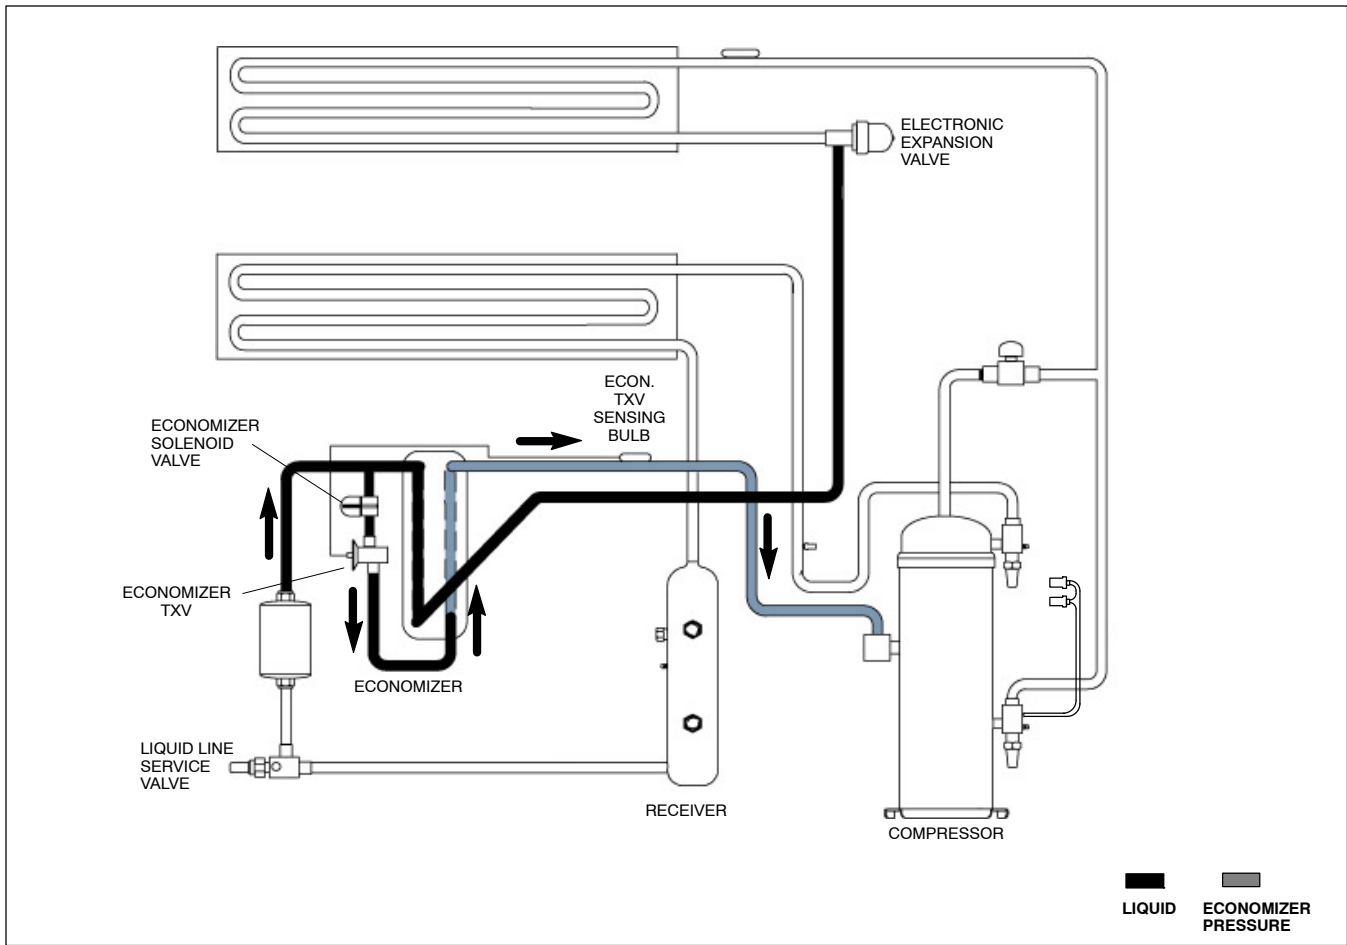 ELECTRONIC
EXPANSION
VALVE
ECON.
TXV
SENSING
BULB
ECONOMIZER
SOLENOID
VALVE
ECONOMIZER
TXV
ECONOMIZER
LIQUID LINE
SERVICE
VALVE
RECEIVER
COMPRESSOR
LIQUID
ECONOMIZER
PRESSURE